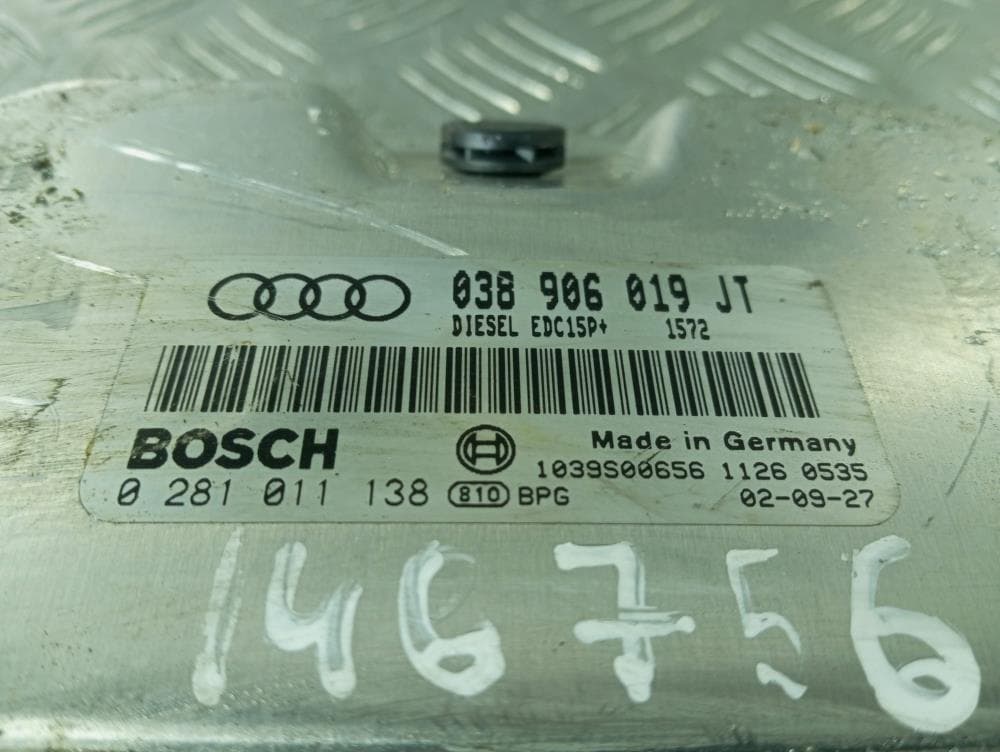 038 906 019 JT
DIESEL EDC15P+ 1572
BOSCH
Made in Germany
1039S00656 1126 0535
0 281 011 138 810 BPG 02-09-27
146756